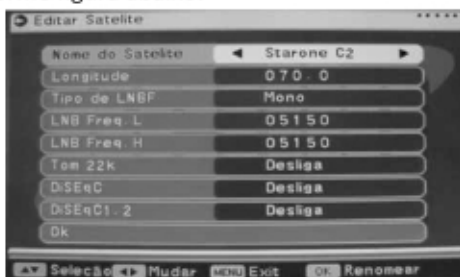 Editar Satelite
Nome do Satelite Starone C2
Longitude 070.0
Tipo de LNBF Mono
LNB Freq. L 05150
LNB Freq. H 05150
Tom 22k Desliga
DiSEqC Desliga
DiSEqC1.2 Desliga
Ok
Seleção Mudar MENU Exit OK Renomear